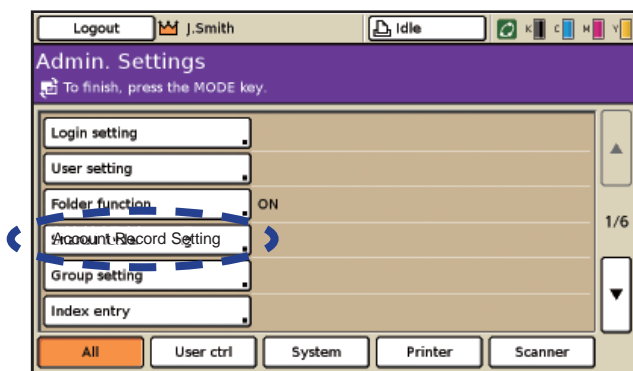 Logout J.Smith Idle K C M Y
Admin. Settings
To finish, press the MODE key.
Login setting
User setting
Folder function ON
Account Record Setting
1/6
Group setting
Index entry
All User ctrl System Printer Scanner